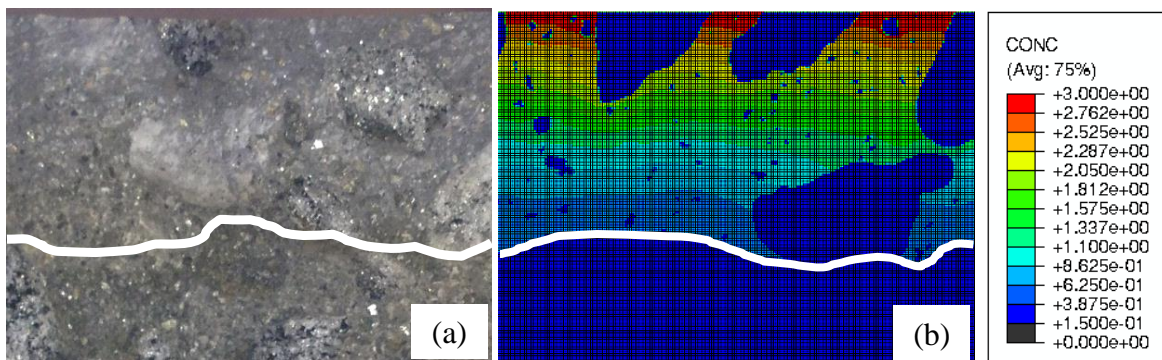 (a)
(b)
CONC
(Avg: 75%)
+3.000e+00
+2.762e+00
+2.525e+00
+2.287e+00
+2.050e+00
+1.812e+00
+1.575e+00
+1.337e+00
+1.100e+00
+8.625e-01
+6.250e-01
+3.875e-01
+1.500e-01
+0.000e+00